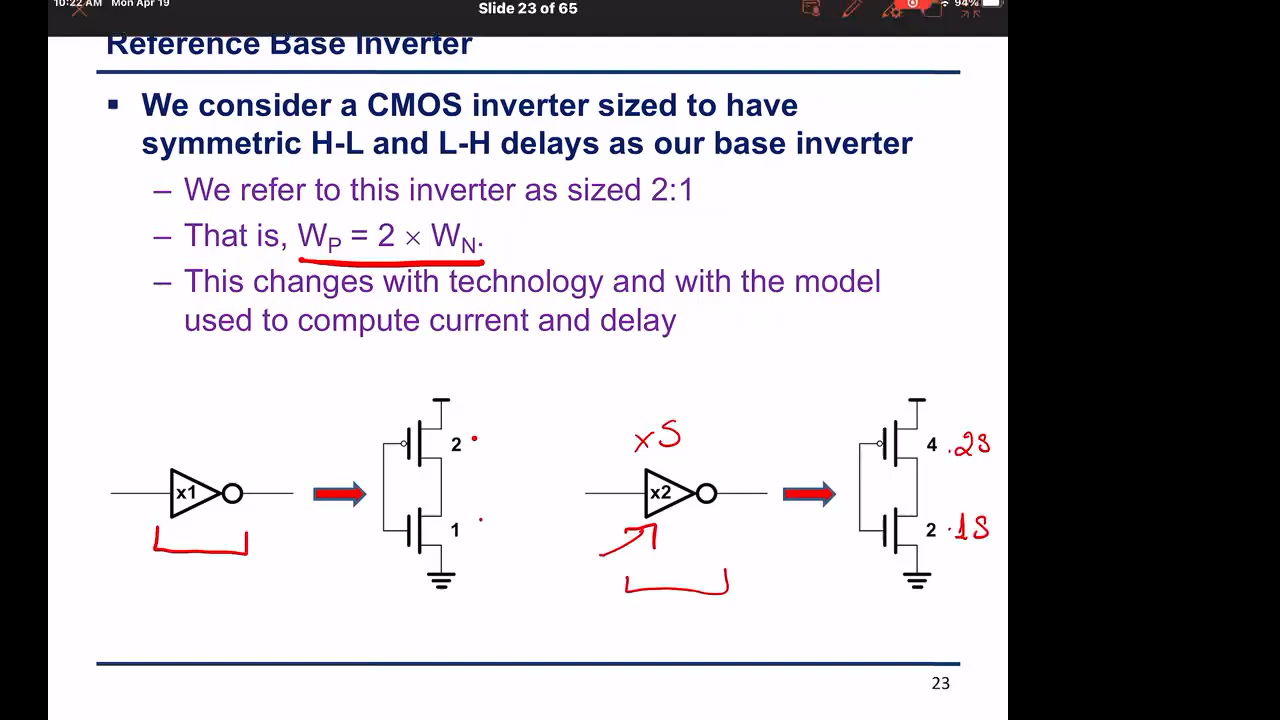 10:22 AM Mon Apr 19
Slide 23 of 65
94%
Reference Base Inverter
▪ We consider a CMOS inverter sized to have
symmetric H-L and L-H delays as our base inverter
– We refer to this inverter as sized 2:1
– That is, WP = 2 × WN.
– This changes with technology and with the model
used to compute current and delay
xS
2
4 .2S
x1
x2
1
2 .1S
23